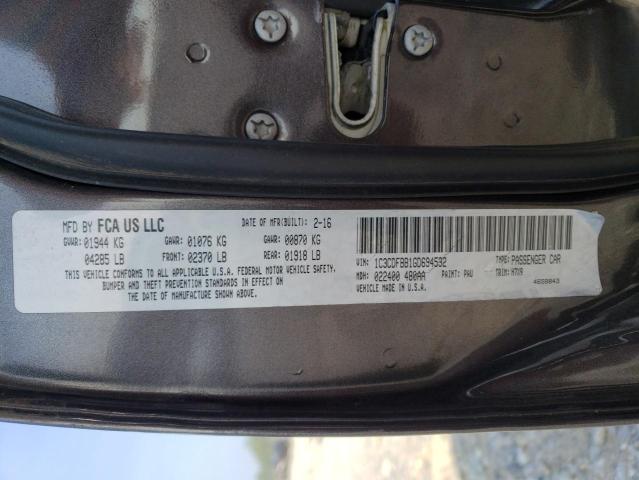 MFD BY FCA US LLC DATE OF MFR(BUILT): 2-16
GVWR: 01944 KG GAWR: 01076 KG GAWR: 00870 KG
04285 LB FRONT: 02370 LB REAR: 01918 LB
THIS VEHICLE CONFORMS TO ALL APPLICABLE U.S.A. FEDERAL MOTOR VEHICLE SAFETY,
BUMPER AND THEFT PREVENTION STANDARDS IN EFFECT ON
THE DATE OF MANUFACTURE SHOWN ABOVE.
VIN: 1C3CDFBB1GD694592 TYPE: PASSENGER CAR
MDH: 022400 480AA PAINT: PAU TRIM: H7X9
VEHICLE MADE IN U.S.A.